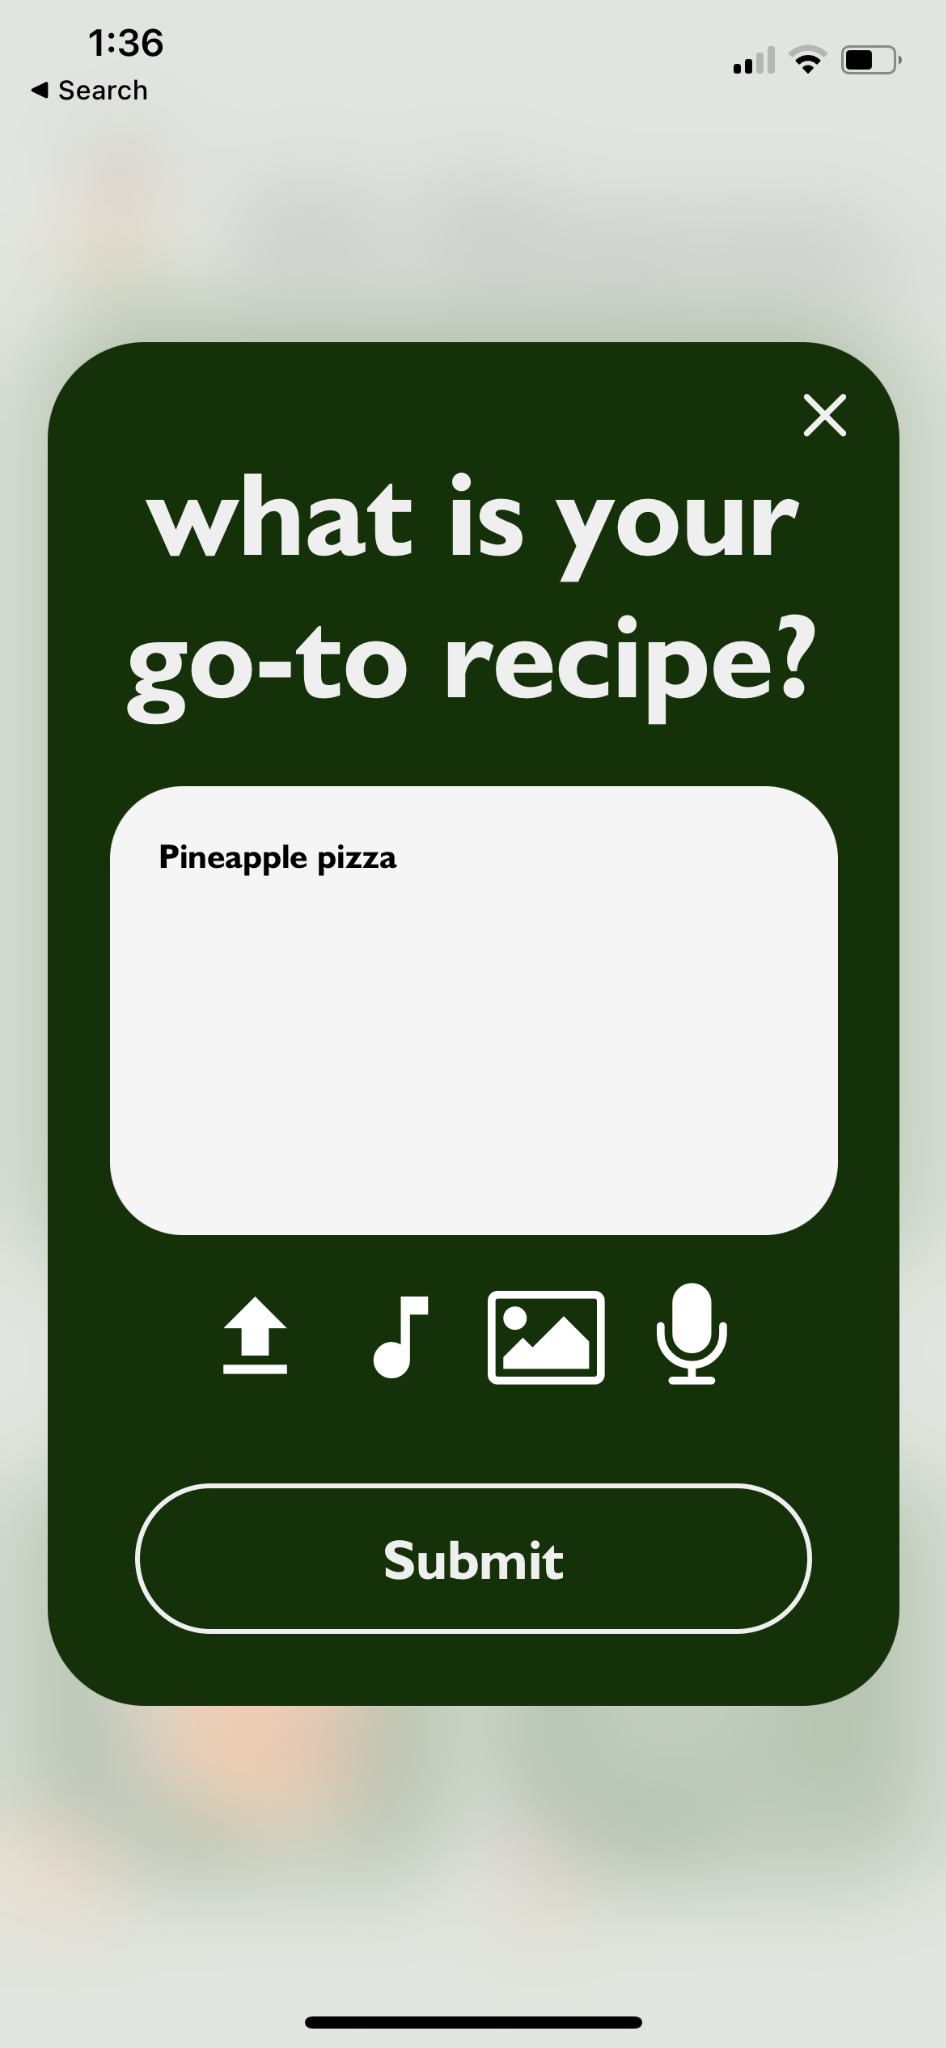 1:36
Search
what is your
go-to recipe?
Pineapple pizza
Submit